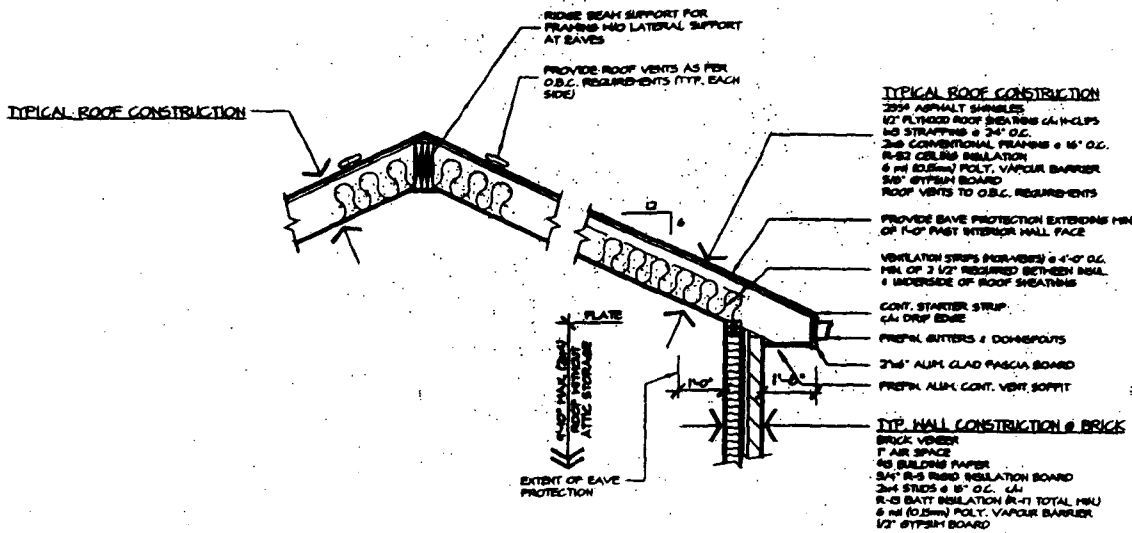 RIDGE BEAM SUPPORT FOR
FRAMING W/O LATERAL SUPPORT
AT EAVES
PROVIDE ROOF VENTS AS PER
O.B.C. REQUIREMENTS (TYP. EACH
SIDE)
TYPICAL ROOF CONSTRUCTION
12
6
PLATE
ROOF WITHOUT
ATTIC STORAGE
1'-0"
1'-6"
EXTENT OF EAVE
PROTECTION
TYPICAL ROOF CONSTRUCTION
ASPHALT SHINGLES
1/2" PLYWOOD ROOF SHEATHING C/W H-CLIPS
STRAPPING @ 24" O.C.
CONVENTIONAL FRAMING @ 16" O.C.
R-32 CEILING INSULATION
6 mil (0.15mm) POLY. VAPOUR BARRIER
5/8" GYPSUM BOARD
ROOF VENTS TO O.B.C. REQUIREMENTS
PROVIDE EAVE PROTECTION EXTENDING MIN
OF 1'-0" PAST INTERIOR WALL FACE
VENTILATION STRIPS @ 4'-0" O.C.
MIN. OF 2 1/2" REQUIRED BETWEEN INSUL.
& UNDERSIDE OF ROOF SHEATHING
CONT. STARTER STRIP
C/W DRIP EDGE
PREFIN. GUTTERS & DOWNSPOUTS
2"x6" ALUM. CLAD FASCIA BOARD
PREFIN. ALUM. CONT. VENT. SOFFIT
TYP. WALL CONSTRUCTION @ BRICK
BRICK VENEER
1" AIR SPACE
BUILDING PAPER
3/4" R-5 RIGID INSULATION BOARD
2x4 STUDS @ 16" O.C. C/W
BATT INSULATION (R-17 TOTAL MIN.)
6 mil (0.15mm) POLY. VAPOUR BARRIER
1/2" GYPSUM BOARD